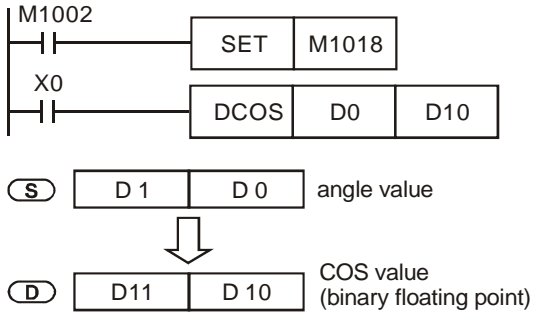 M1002
SET M1018
X0
DCOS D0 D10
S D 1 D 0 angle value
D D11 D 10 COS value
(binary floating point)